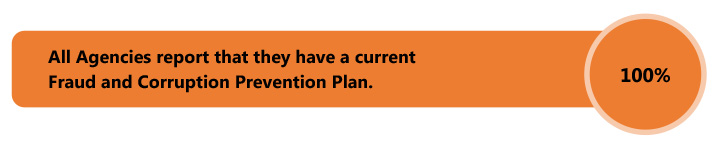 All Agencies report that they have a current
Fraud and Corruption Prevention Plan.
100%